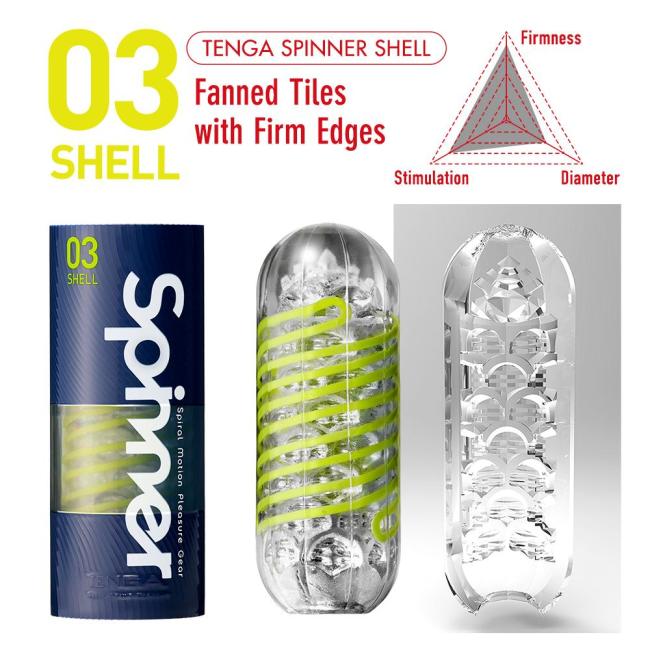 03
SHELL
TENGA SPINNER SHELL
Fanned Tiles
with Firm Edges
Firmness
Stimulation
Diameter
03
SHELL
Spinner
Spiral Motion Pleasure Gear
TENGA